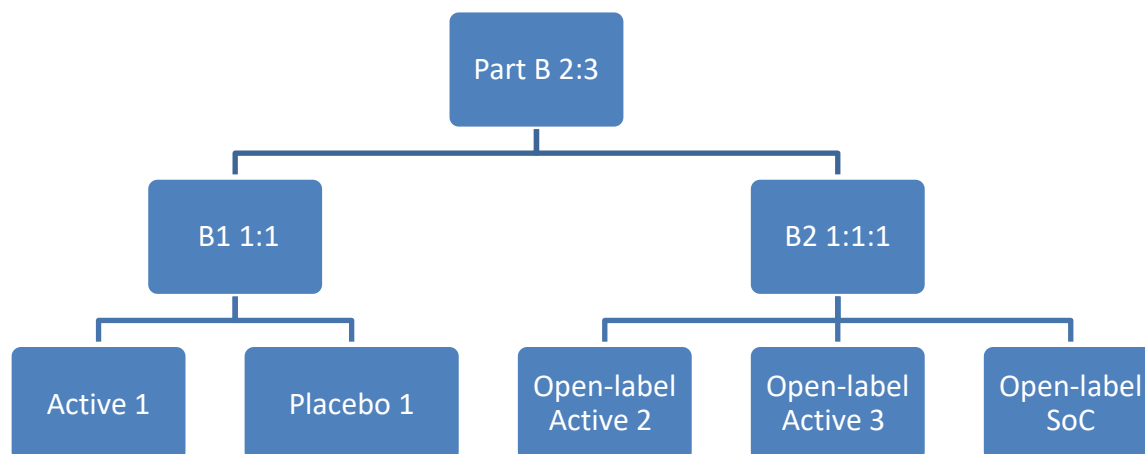 Part B 2:3
B1 1:1
B2 1:1:1
Active 1
Placebo 1
Open-label
Active 2
Open-label
Active 3
Open-label
SoC